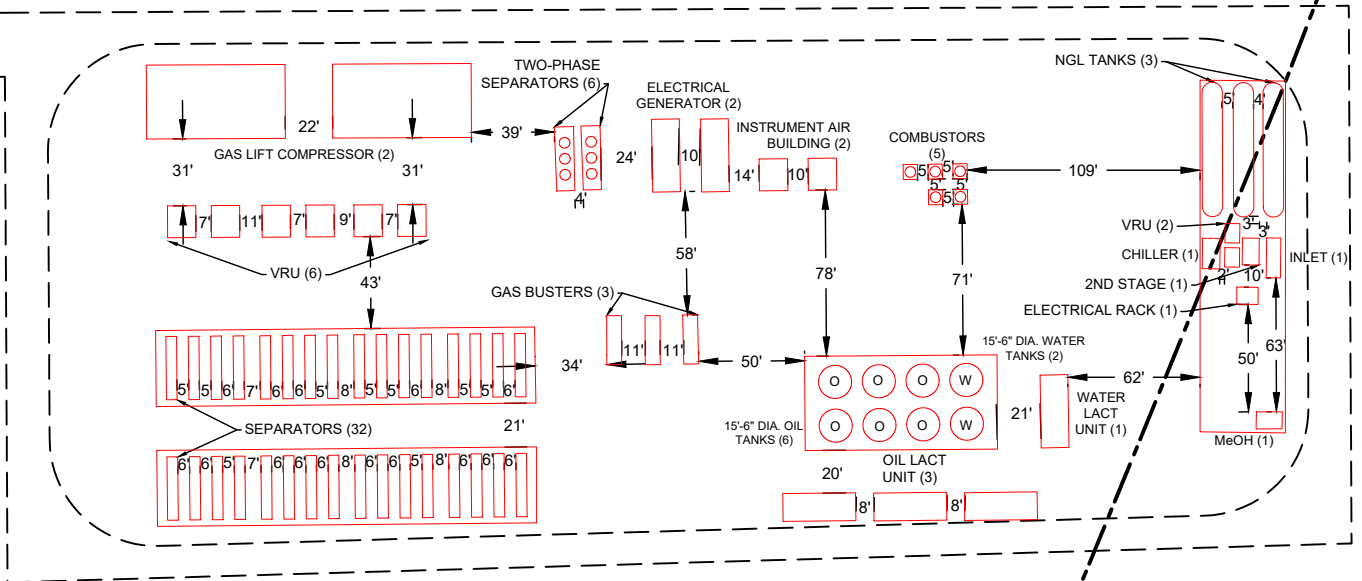 NGL TANKS (3)
TWO-PHASE
SEPARATORS (6)
ELECTRICAL
GENERATOR (2)
INSTRUMENT AIR
BUILDING (2)
COMBUSTORS
(5)
5'
4'
22'
39'
24'
10'
14'
10'
5'
5'
5'
5'
5'
109'
GAS LIFT COMPRESSOR (2)
31'
31'
4'
7'
11'
7'
9'
7'
VRU (2)
3'
3'
CHILLER (1)
INLET (1)
2ND STAGE (1)
2'
10'
ELECTRICAL RACK (1)
VRU (6)
43'
58'
78'
71'
GAS BUSTERS (3)
50'
63'
34'
11'
11'
50'
15'-6" DIA. WATER
TANKS (2)
62'
5'
5'
6'
7'
6'
6'
5'
8'
5'
5'
6'
8'
5'
5'
6'
O
O
O
W
WATER
LACT
UNIT (1)
SEPARATORS (32)
21'
15'-6" DIA. OIL
TANKS (6)
O
O
O
W
21'
MeOH (1)
6'
6'
5'
7'
6'
6'
8'
6'
6'
5'
8'
6'
6'
6'
20'
OIL LACT
UNIT (3)
8'
8'